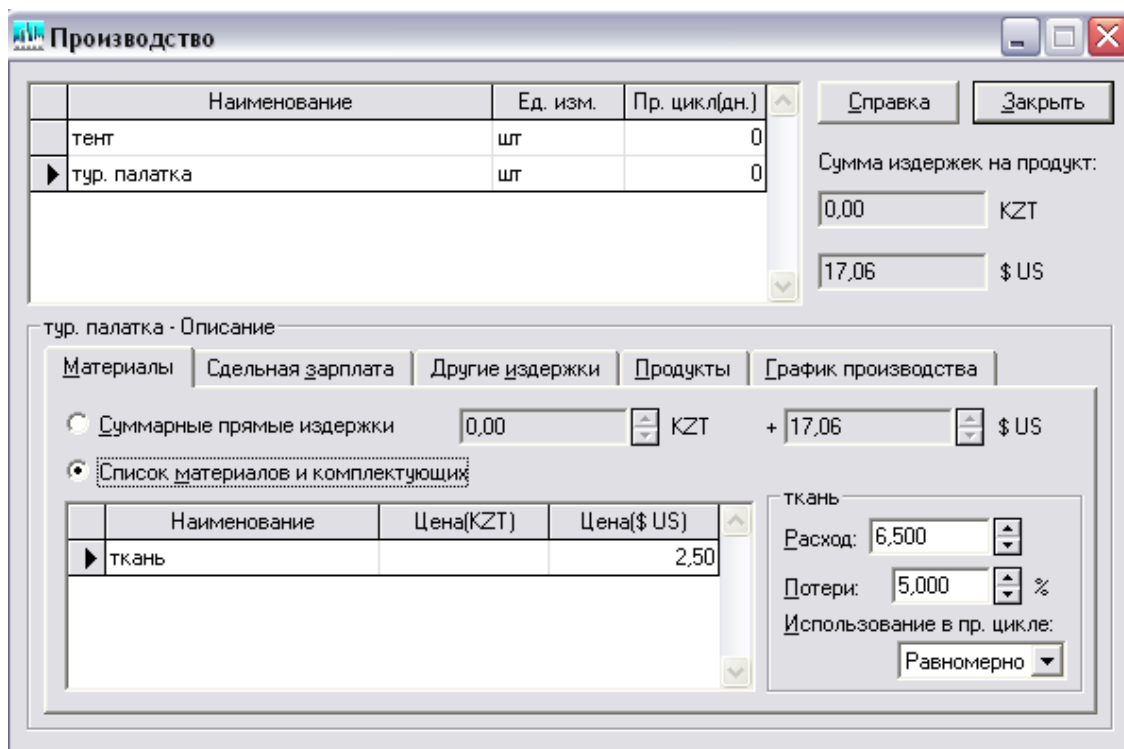 Производство
Наименование Ед. изм. Пр. цикл(дн.)
тент шт 0
тур. палатка шт 0
Справка Закрыть
Сумма издержек на продукт:
0,00 KZT
17,06 $ US
тур. палатка - Описание
Материалы Сдельная зарплата Другие издержки Продукты График производства
Суммарные прямые издержки 0,00 KZT + 17,06 $ US
Список материалов и комплектующих
Наименование Цена(KZT) Цена($ US)
ткань 2,50
ткань
Расход: 6,500
Потери: 5,000 %
Использование в пр. цикле:
Равномерно